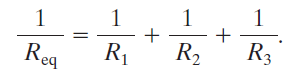 1/R_eq = 1/R_1 + 1/R_2 + 1/R_3.